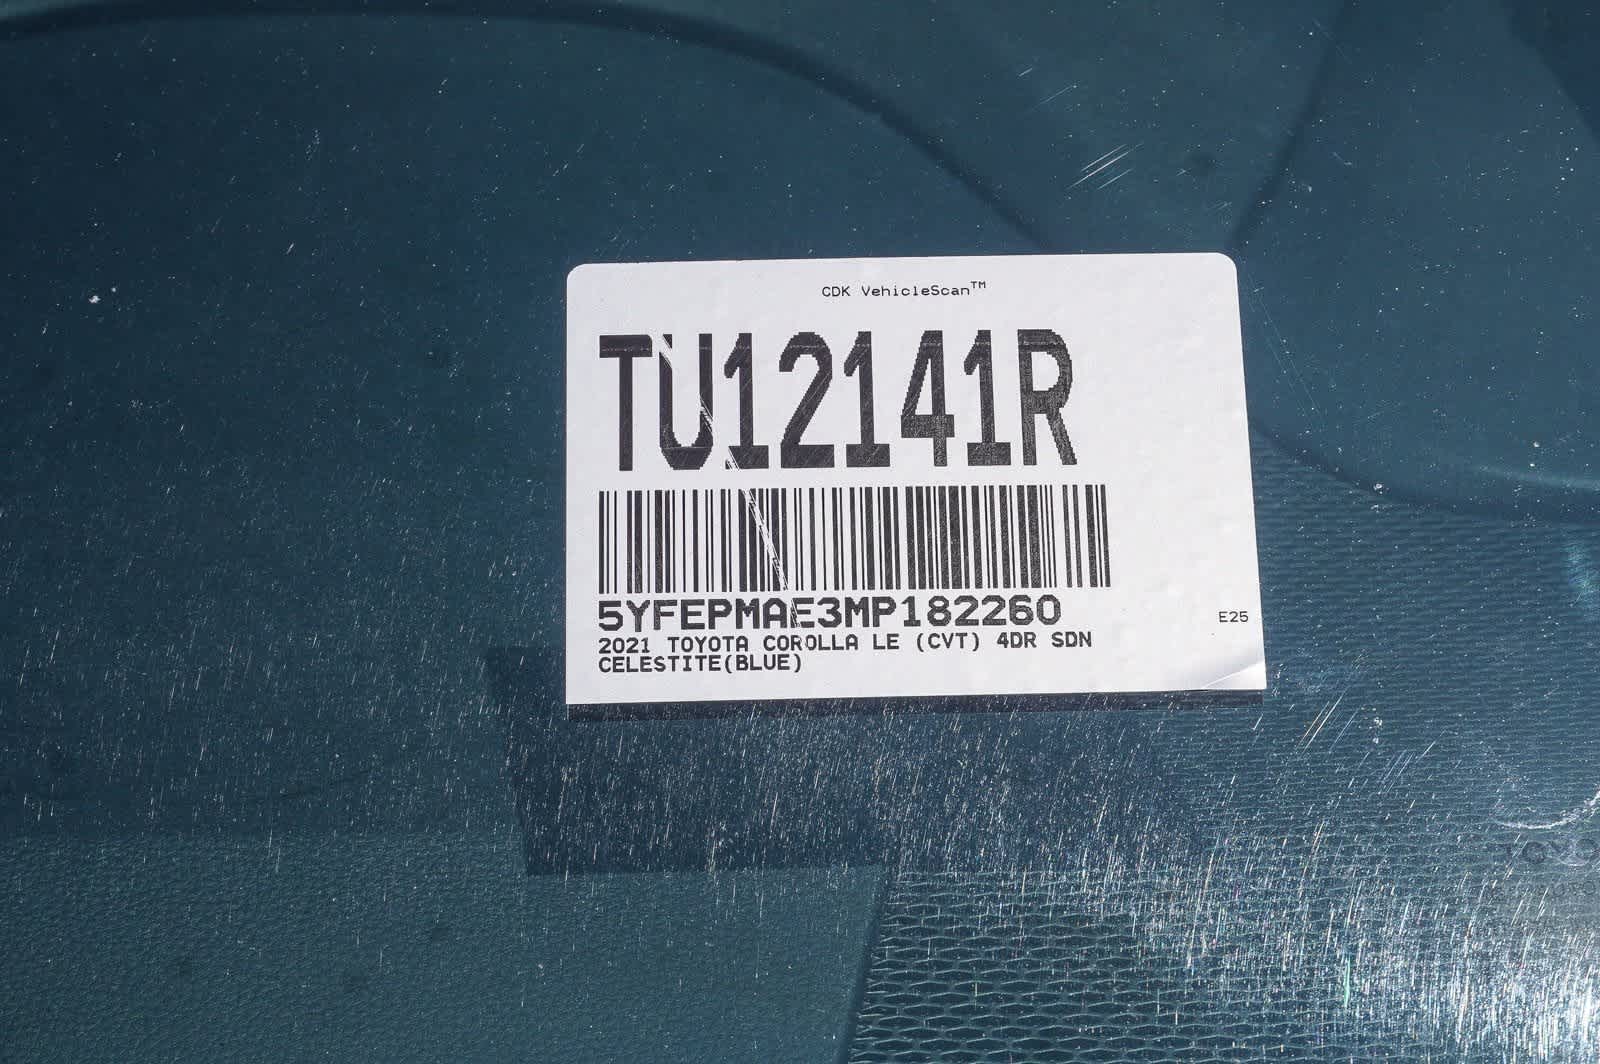 CDK VehicleScan™
TU12141R
5YFEPMAE3MP182260
E25
2021 TOYOTA COROLLA LE (CVT) 4DR SDN
CELESTITE(BLUE)